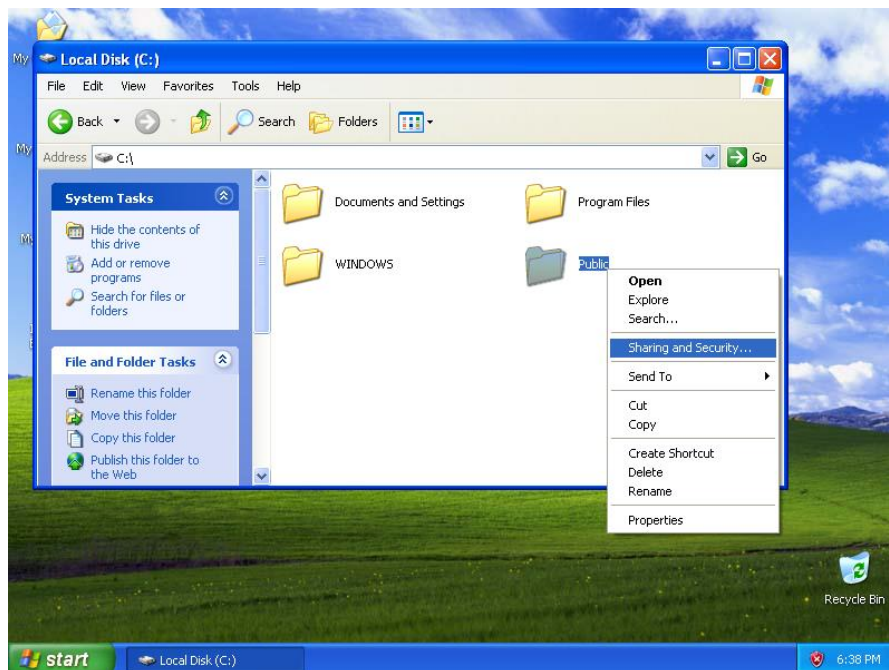 My
Local Disk (C:)
File Edit View Favorites Tools Help
Back
Search
Folders
My
Address C:\
Go
System Tasks
Hide the contents of
this drive
Add or remove
programs
Search for files or
folders
File and Folder Tasks
Rename this folder
Move this folder
Copy this folder
Publish this folder to
the Web
Documents and Settings
Program Files
WINDOWS
Public
Open
Explore
Search...
Sharing and Security...
Send To
Cut
Copy
Create Shortcut
Delete
Rename
Properties
Recycle Bin
start
Local Disk (C:)
6:38 PM